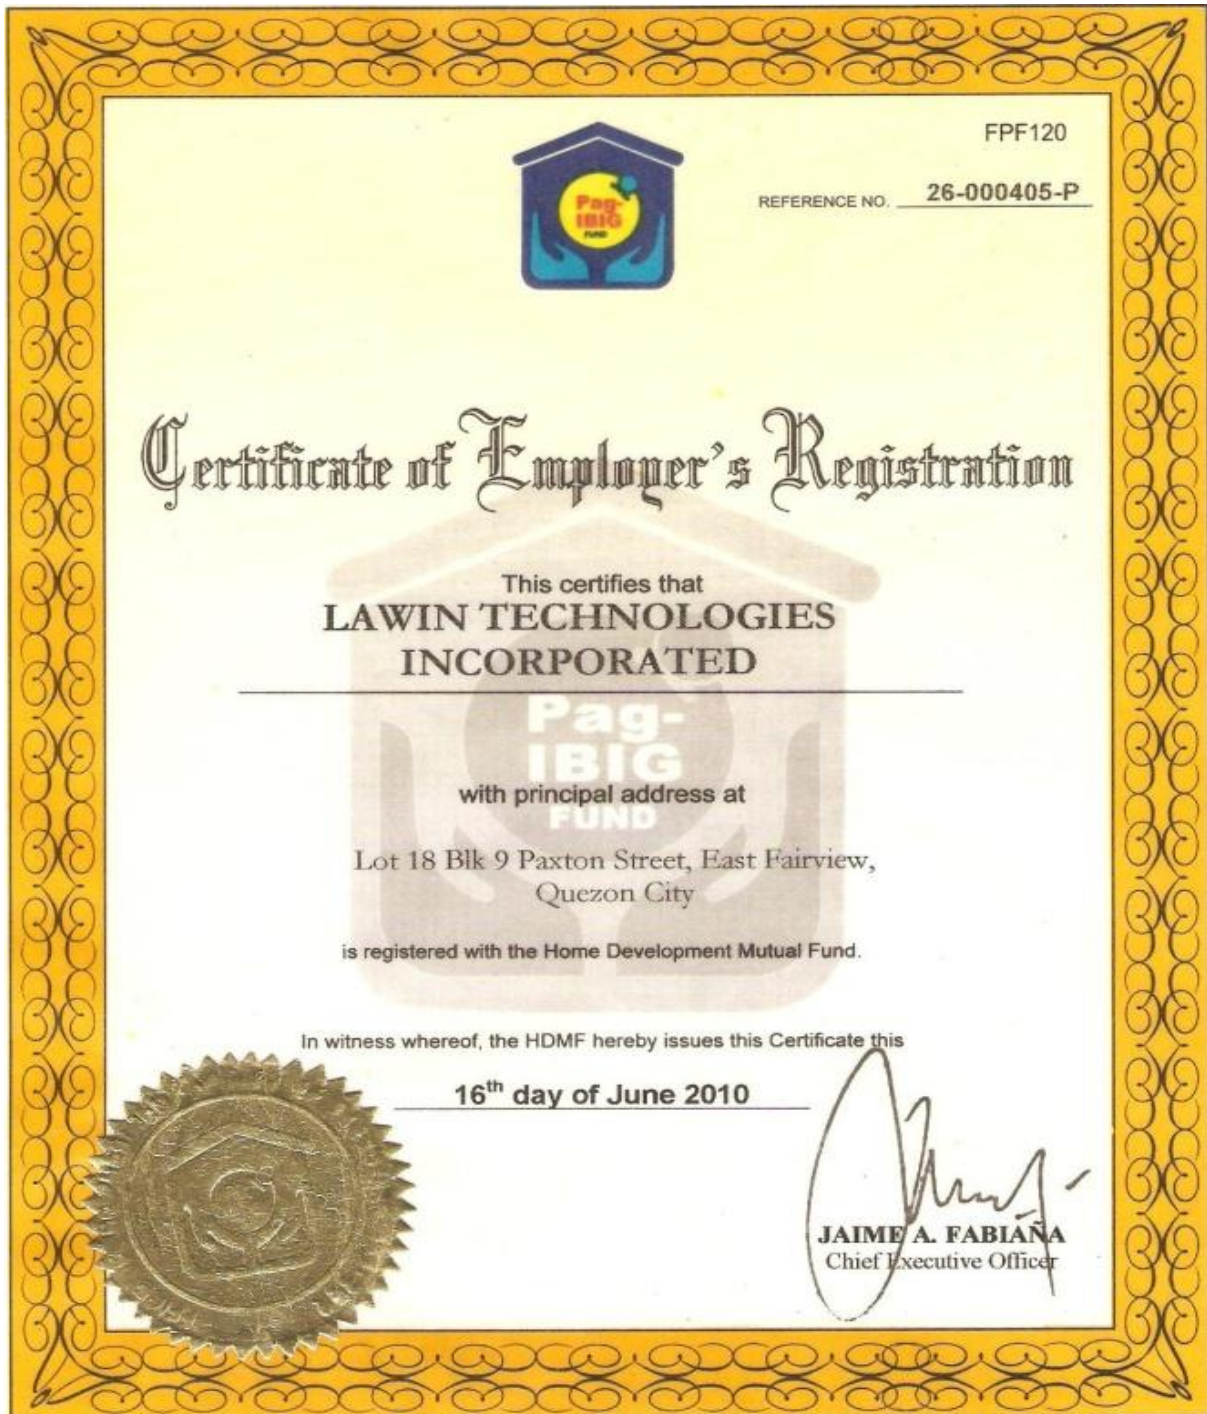 FPF120
Pag-
IBIG
FUND
REFERENCE NO. 26-000405-P
Certificate of Employer's Registration
This certifies that
LAWIN TECHNOLOGIES
INCORPORATED
Pag-
IBIG
FUND
with principal address at
Lot 18 Blk 9 Paxton Street, East Fairview,
Quezon City
is registered with the Home Development Mutual Fund.
In witness whereof, the HDMF hereby issues this Certificate this
16th day of June 2010
JAIME A. FABIAÑA
Chief Executive Officer